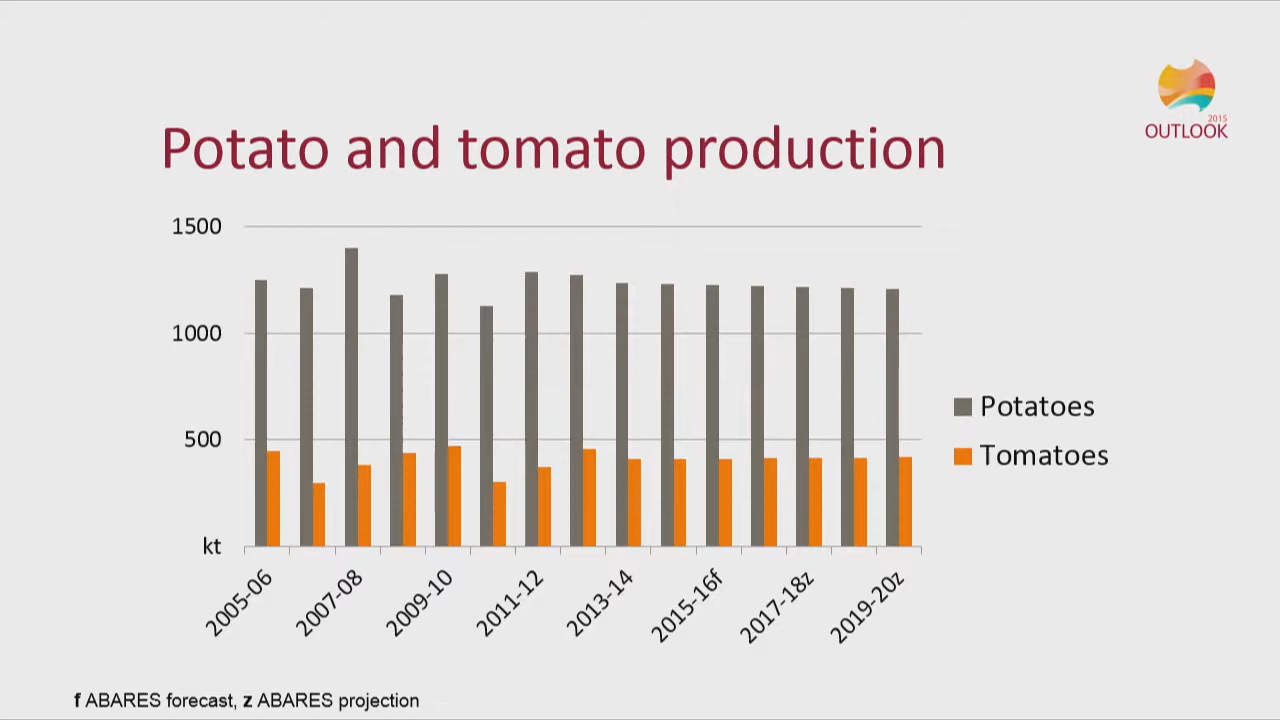 2015
OUTLOOK
Potato and tomato production
1500
1000
500
kt
Potatoes
Tomatoes
2005-06
2007-08
2009-10
2011-12
2013-14
2015-16f
2017-18z
2019-20z
f ABARES forecast, z ABARES projection